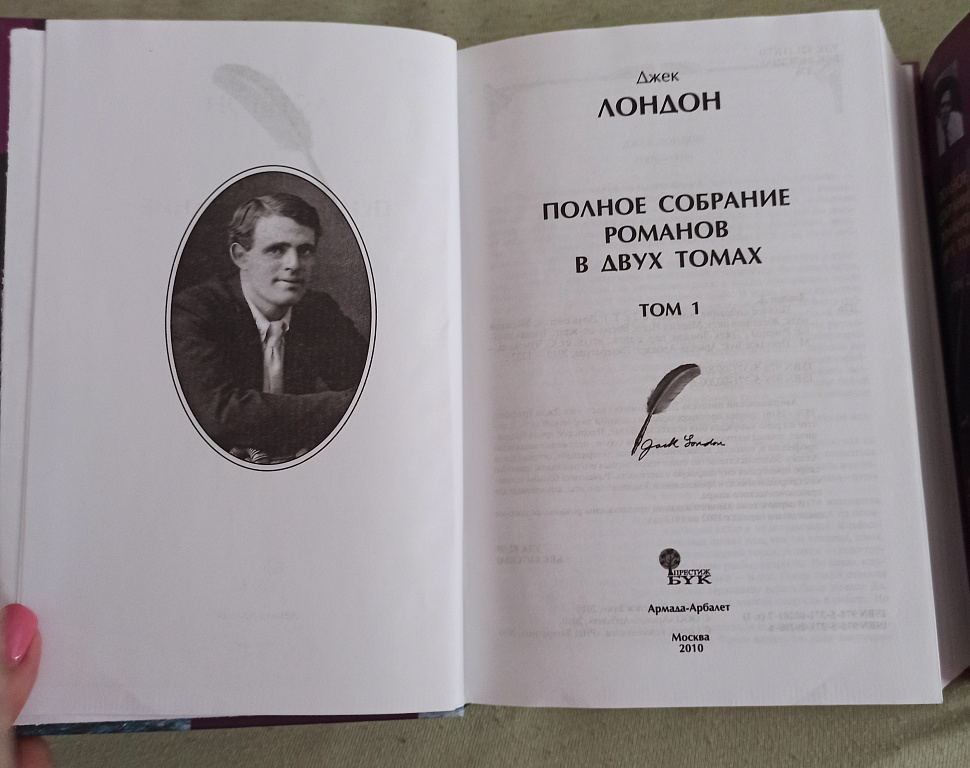 Джек
ЛОНДОН
ПОЛНОЕ СОБРАНИЕ
РОМАНОВ
В ДВУХ ТОМАХ
ТОМ 1
Jack London
ПРЕСТИЖ
БУК
Армада-Арбалет
Москва
2010